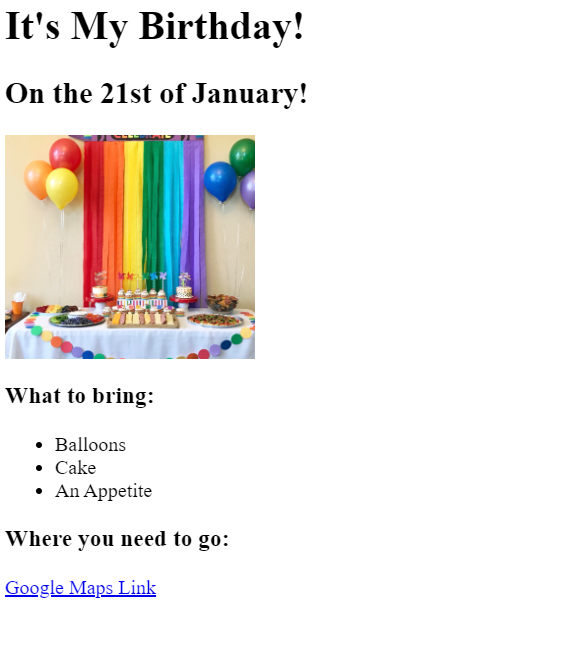 It's My Birthday!
On the 21st of January!
What to bring:
Balloons
Cake
An Appetite
Where you need to go:
Google Maps Link